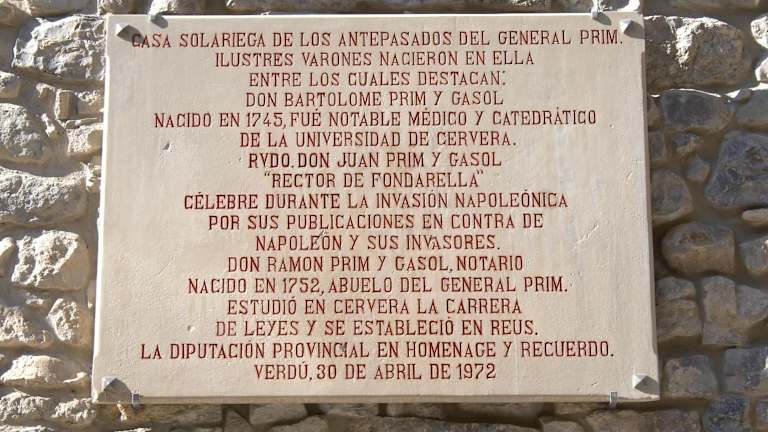 CASA SOLARIEGA DE LOS ANTEPASADOS DEL GENERAL PRIM.
ILUSTRES VARONES NACIERON EN ELLA
ENTRE LOS CUALES DESTACAN:
DON BARTOLOME PRIM Y GASOL
NACIDO EN 1745, FUÉ NOTABLE MÉDICO Y CATEDRÁTICO
DE LA UNIVERSIDAD DE CERVERA.
RVDO, DON JUAN PRIM Y GASOL
"RECTOR DE FONDARELLA"
CÉLEBRE DURANTE LA INVASIÓN NAPOLEÓNICA
POR SUS PUBLICACIONES EN CONTRA DE
NAPOLEÓN Y SUS INVASORES.
DON RAMON PRIM Y GASOL, NOTARIO
NACIDO EN 1752, ABUELO DEL GENERAL PRIM.
ESTUDIÓ EN CERVERA LA CARRERA
DE LEYES Y SE ESTABLECIÓ EN REUS.
LA DIPUTACIÓN PROVINCIAL EN HOMENAGE Y RECUERDO.
VERDÚ, 30 DE ABRIL DE 1972